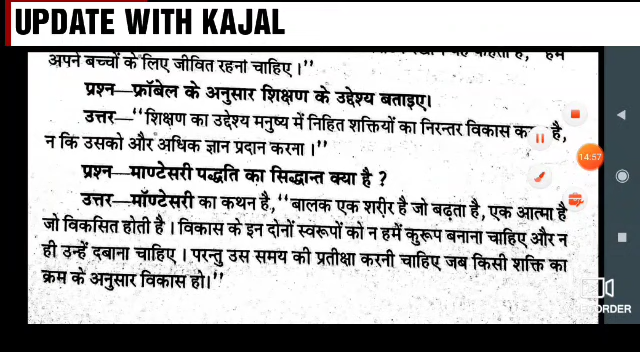 UPDATE WITH KAJAL
अपने बच्चों के लिए जीवित रहना चाहिए।’’
प्रश्न—फ्रॉबेल के अनुसार शिक्षण के उद्देश्य बताइए।
उत्तर—‘‘शिक्षण का उद्देश्य मनुष्य में निहित शक्तियों का निरन्तर विकास है,
न कि उसको और अधिक ज्ञान प्रदान करना।’’
14:57
प्रश्न—माण्टेसरी पद्धति का सिद्धान्त क्या है ?
उत्तर—मॉण्टेसरी का कथन है, ‘‘बालक एक शरीर है जो बढ़ता है, एक आत्मा है
जो विकसित होती है। विकास के इन दोनों स्वरूपों को न हमें कुरूप बनाना चाहिए और न
ही उन्हें दबाना चाहिए। परन्तु उस समय की प्रतीक्षा करनी चाहिए जब किसी शक्ति का
क्रम के अनुसार विकास हो।’’
ORDER